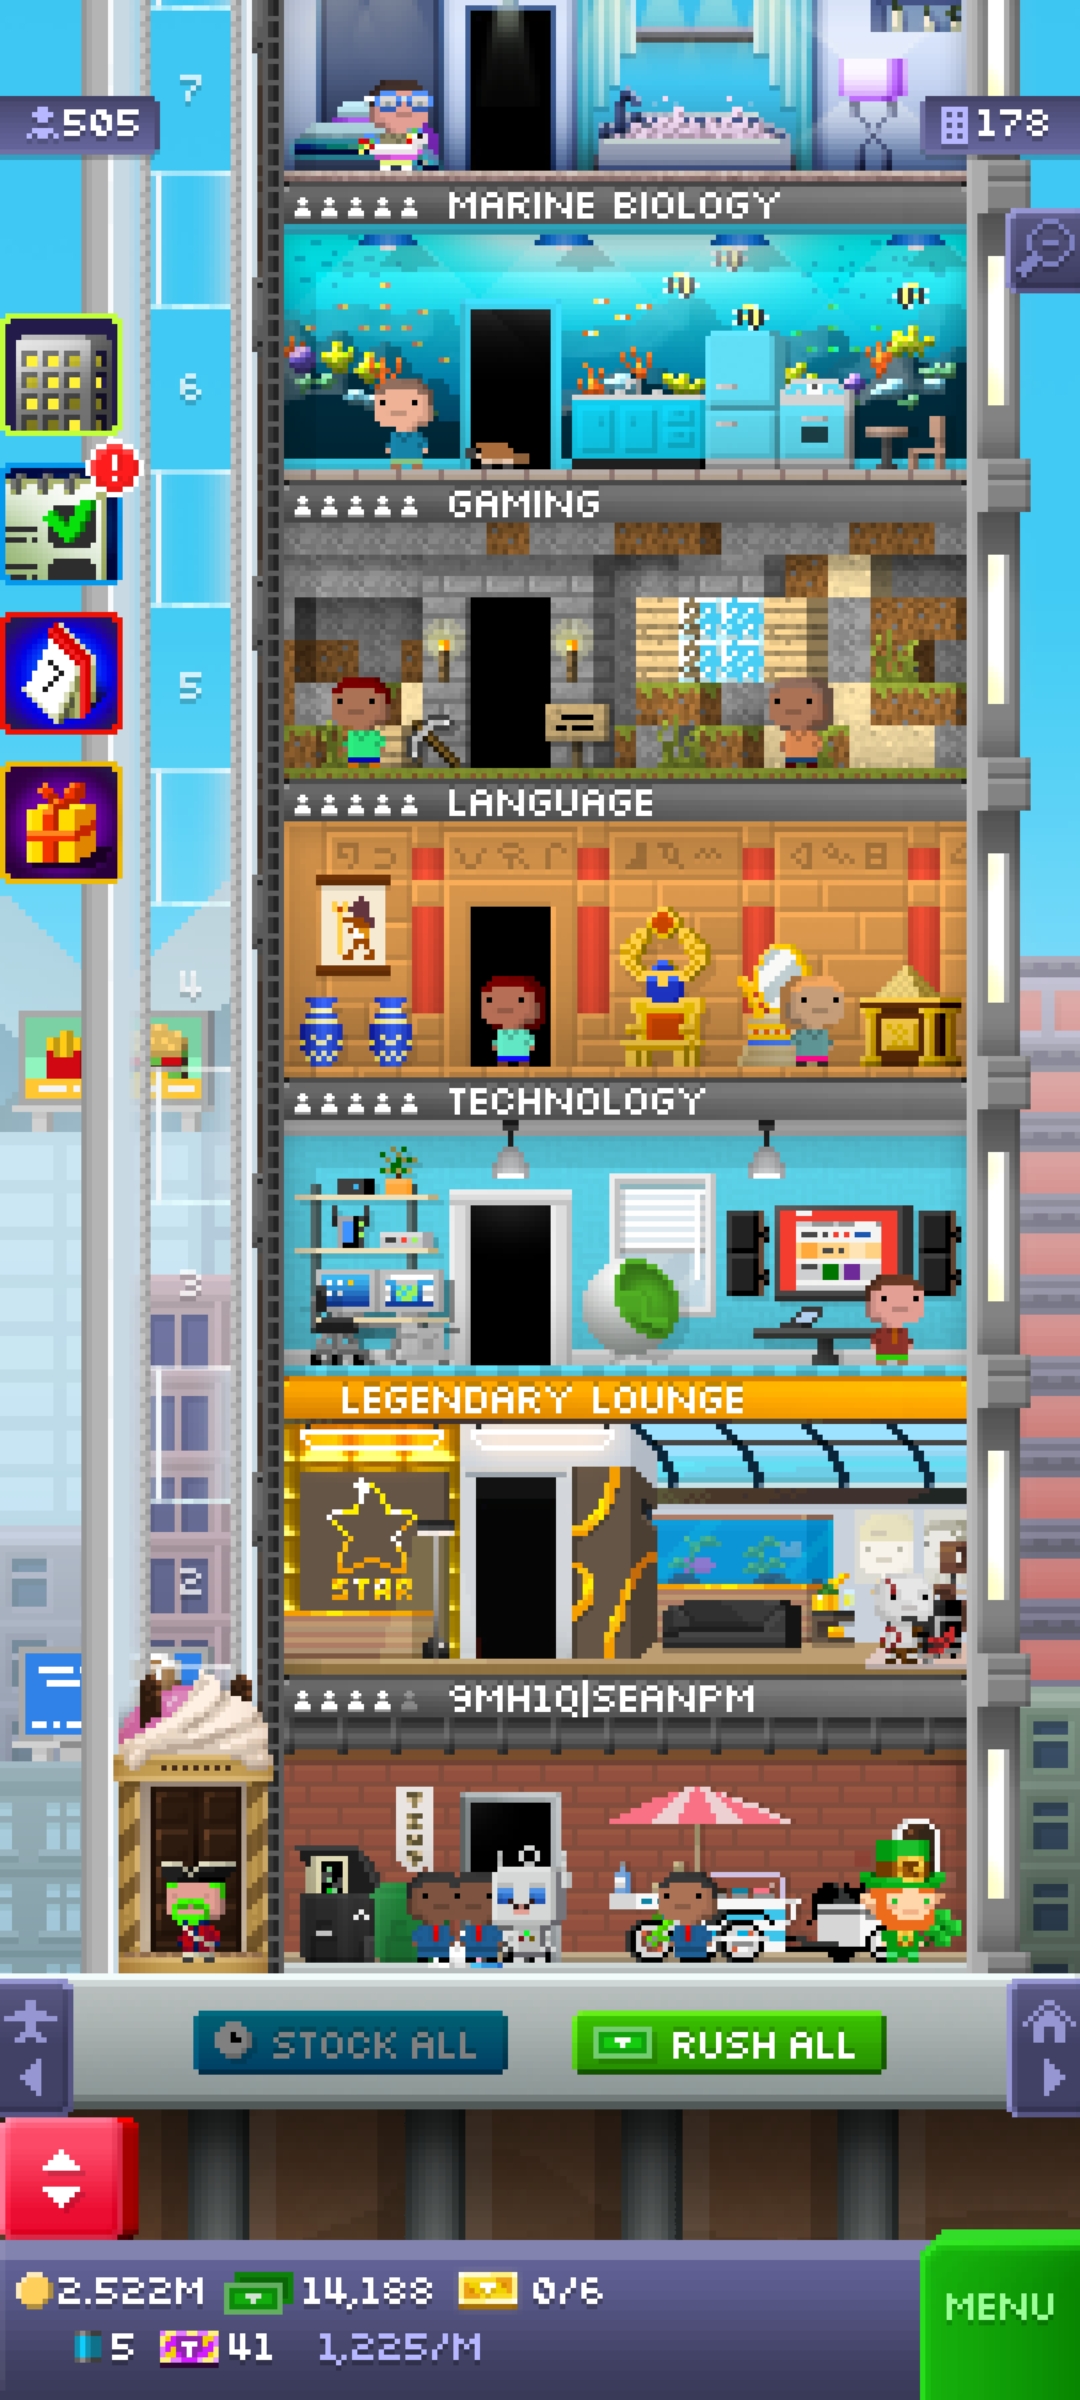 7
505
178
MARINE BIOLOGY
6
GAMING
5
LANGUAGE
4
TECHNOLOGY
3
LEGENDARY LOUNGE
STAR
2
9MH1Q|SEANPM
STOCK ALL
RUSH ALL
2.522M 14,188 0/6
MENU
5 T 41 1,225/M